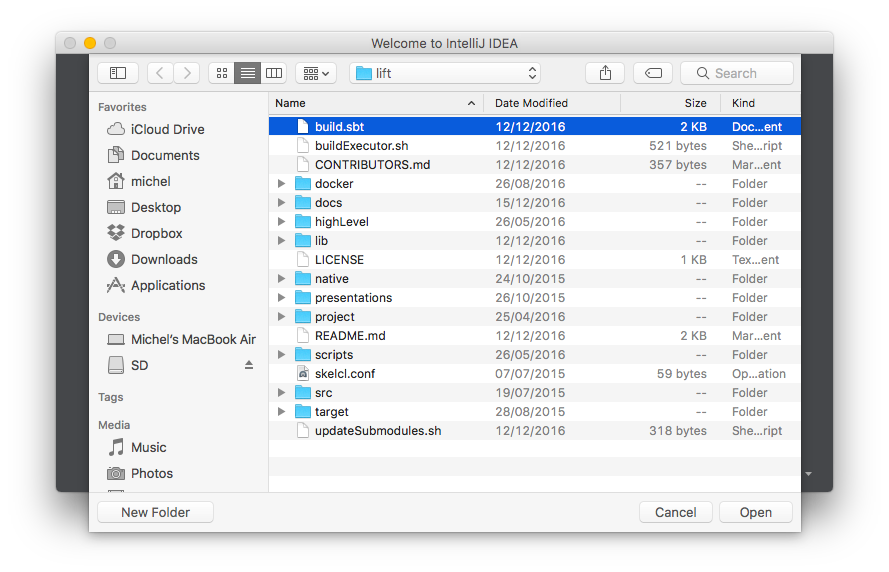 Welcome to IntelliJ IDEA
lift
Search
Favorites
iCloud Drive
Documents
michel
Desktop
Dropbox
Downloads
Applications
Devices
Michel's MacBook Air
SD
Tags
Media
Music
Photos
Name Date Modified Size Kind
build.sbt 12/12/2016 2 KB Doc...ent
buildExecutor.sh 12/12/2016 521 bytes She...ript
CONTRIBUTORS.md 12/12/2016 357 bytes Mar...ent
docker 26/08/2016 -- Folder
docs 15/12/2016 -- Folder
highLevel 26/05/2016 -- Folder
lib 12/12/2016 -- Folder
LICENSE 12/12/2016 1 KB Tex...ent
native 24/10/2015 -- Folder
presentations 26/10/2015 -- Folder
project 25/04/2016 -- Folder
README.md 12/12/2016 2 KB Mar...ent
scripts 26/05/2016 -- Folder
skelcl.conf 07/07/2015 59 bytes Op...ation
src 19/07/2015 -- Folder
target 28/08/2015 -- Folder
updateSubmodules.sh 12/12/2016 318 bytes She...ript
New Folder Cancel Open